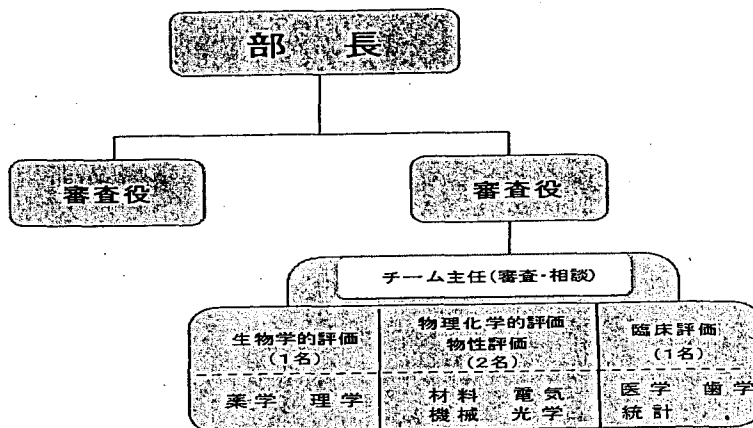 部 長
審査役
審査役
チーム主任(審査・相談)
生物学的評価
(1名)
物理化学的評価
物性評価
(2名)
臨床評価
(1名)
薬学 理学
材料 電気
機械 光学
医学 歯学
統計